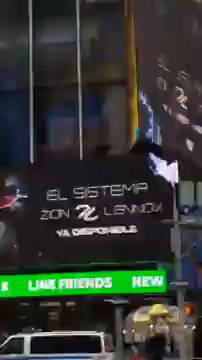 EL SISTEMA
ZION & LENNOX
YA DISPONIBLE
LINE FRIENDS NEW